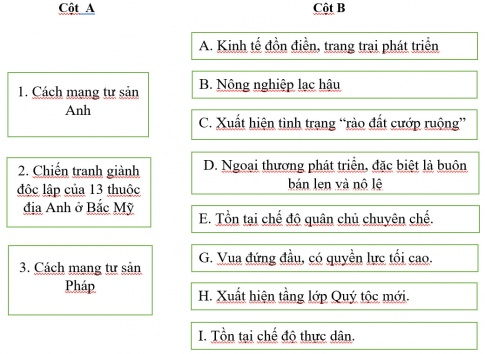 Cột A
Cột B
A. Kinh tế đồn điền, trang trại phát triển
B. Nông nghiệp lạc hậu
1. Cách mạng tư sản
Anh
C. Xuất hiện tình trạng “rào đất cướp ruộng”
2. Chiến tranh giành
độc lập của 13 thuộc
địa Anh ở Bắc Mỹ
D. Ngoại thương phát triển, đặc biệt là buôn
bán len và nô lệ
E. Tồn tại chế độ quân chủ chuyên chế.
3. Cách mạng tư sản
Pháp
G. Vua đứng đầu, có quyền lực tối cao.
H. Xuất hiện tầng lớp Quý tộc mới.
I. Tồn tại chế độ thực dân.